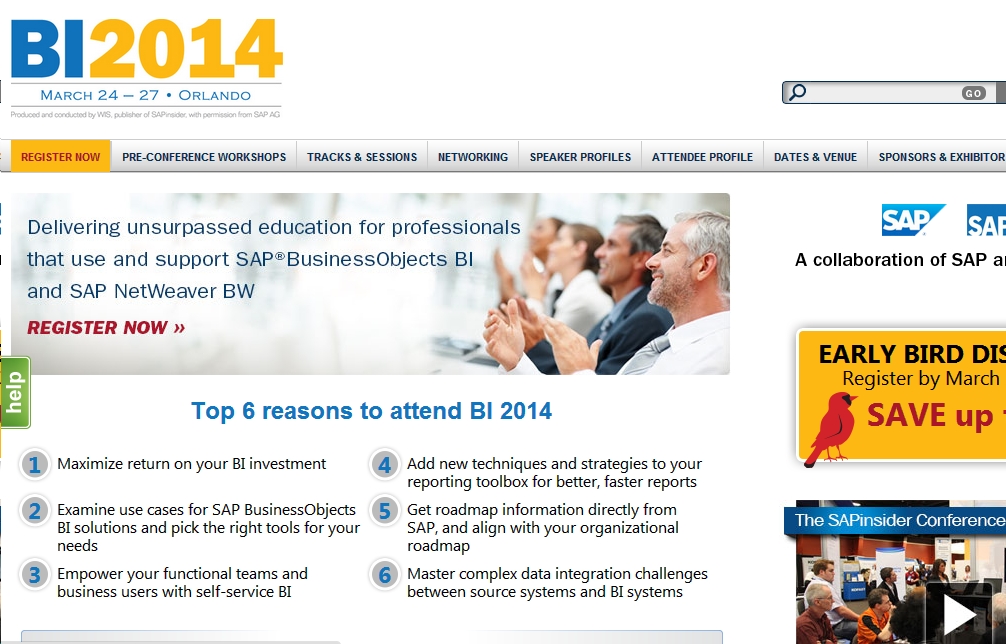 BI2014
MARCH 24 – 27 • ORLANDO
Produced and conducted by WIS, publisher of SAPinsider, with permission from SAP AG
GO
REGISTER NOW
PRE-CONFERENCE WORKSHOPS
TRACKS & SESSIONS
NETWORKING
SPEAKER PROFILES
ATTENDEE PROFILE
DATES & VENUE
SPONSORS & EXHIBITOR
Delivering unsurpassed education for professionals
that use and support SAP®BusinessObjects BI
and SAP NetWeaver BW
REGISTER NOW »
SAP
SAP
A collaboration of SAP
EARLY BIRD
Register by March
SAVE up
help
Top 6 reasons to attend BI 2014
1 Maximize return on your BI investment
2 Examine use cases for SAP BusinessObjects
BI solutions and pick the right tools for your
needs
3 Empower your functional teams and
business users with self-service BI
4 Add new techniques and strategies to your
reporting toolbox for better, faster reports
5 Get roadmap information directly from
SAP, and align with your organizational
roadmap
6 Master complex data integration challenges
between source systems and BI systems
The SAPinsider Conference